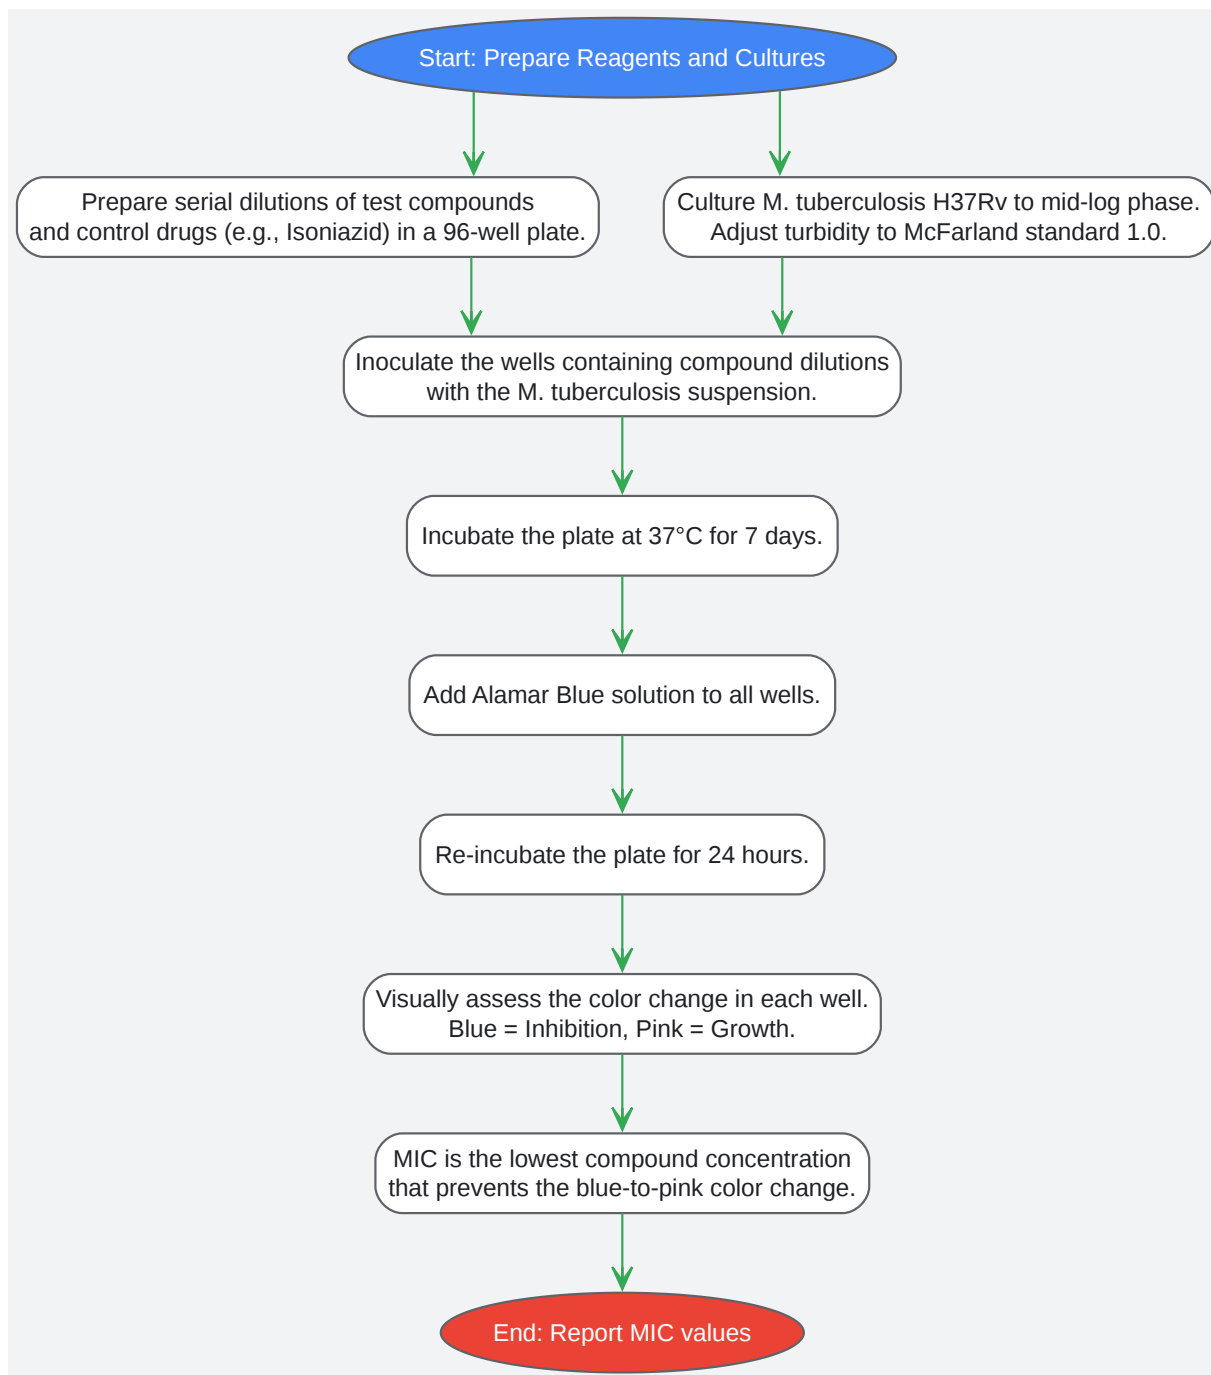 Start: Prepare Reagents and Cultures
Prepare serial dilutions of test compounds
and control drugs (e.g., Isoniazid) in a 96-well plate.
Culture M. tuberculosis H37Rv to mid-log phase.
Adjust turbidity to McFarland standard 1.0.
Inoculate the wells containing compound dilutions
with the M. tuberculosis suspension.
Incubate the plate at 37°C for 7 days.
Add Alamar Blue solution to all wells.
Re-incubate the plate for 24 hours.
Visually assess the color change in each well.
Blue = Inhibition, Pink = Growth.
MIC is the lowest compound concentration
that prevents the blue-to-pink color change.
End: Report MIC values